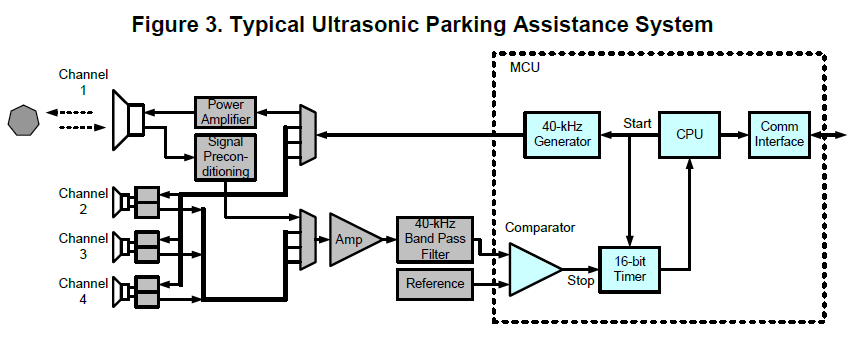 Figure 3. Typical Ultrasonic Parking Assistance System
MCU
Channel
1
Power
Amplifier
Signal
Precon-
ditioning
40-kHz
Generator
Start
CPU
Comm
Interface
Channel
2
Channel
3
Channel
4
Amp
40-kHz
Band Pass
Filter
Reference
Comparator
Stop
16-bit
Timer